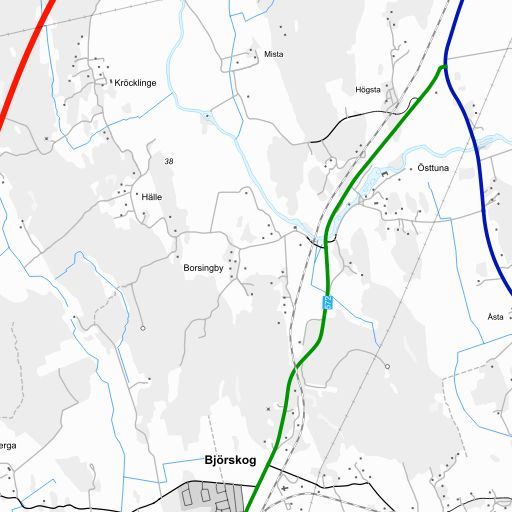 Mista
Kröcklinge
Högsta
38
Östtuna
Hälle
Borsingby
572
Åsta
erga
Björskog